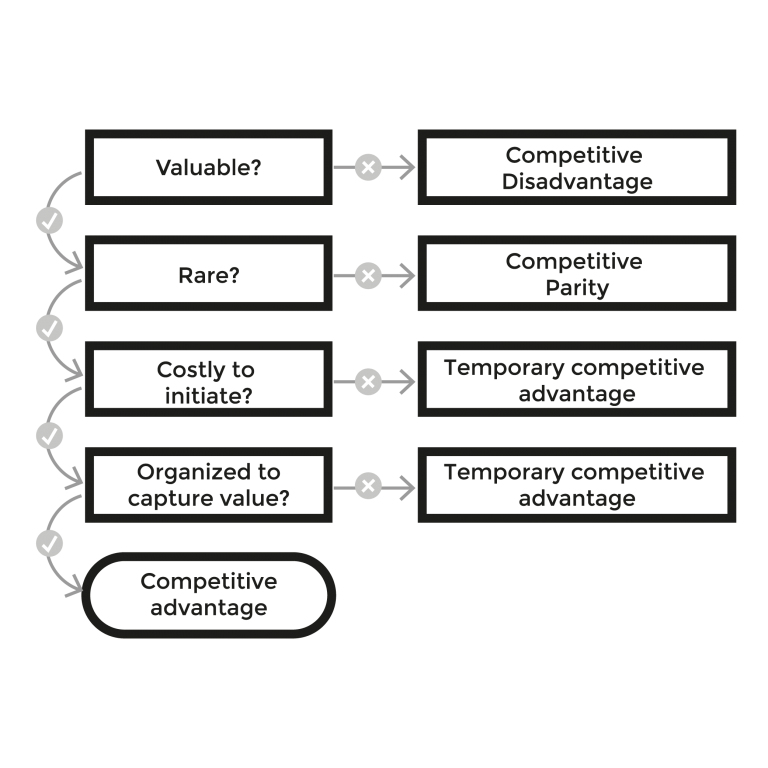 Valuable?
Competitive
Disadvantage
Rare?
Competitive
Parity
Costly to
initiate?
Temporary competitive
advantage
Organized to
capture value?
Temporary competitive
advantage
Competitive
advantage